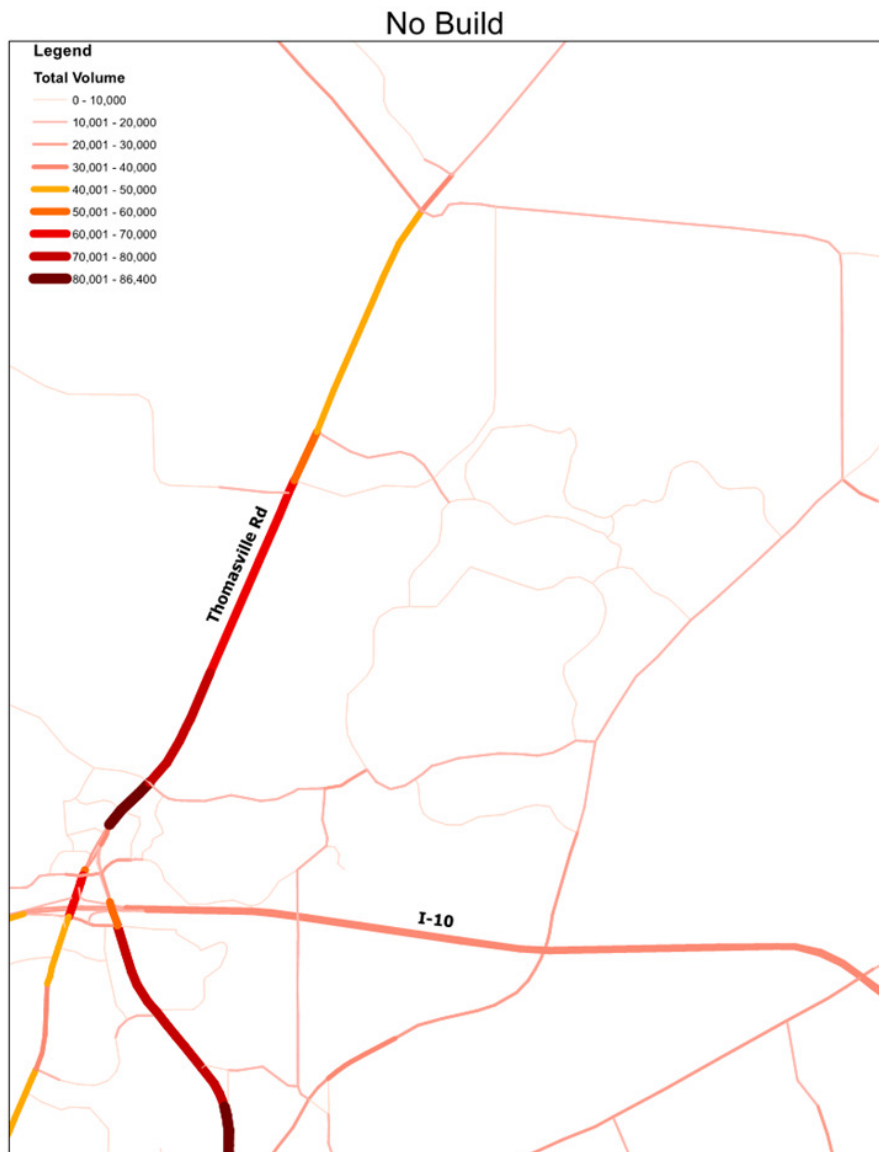 No Build
Legend
Total Volume
0 - 10,000
10,001 - 20,000
20,001 - 30,000
30,001 - 40,000
40,001 - 50,000
50,001 - 60,000
60,001 - 70,000
70,001 - 80,000
80,001 - 86,400
Thomasville Rd
I-10